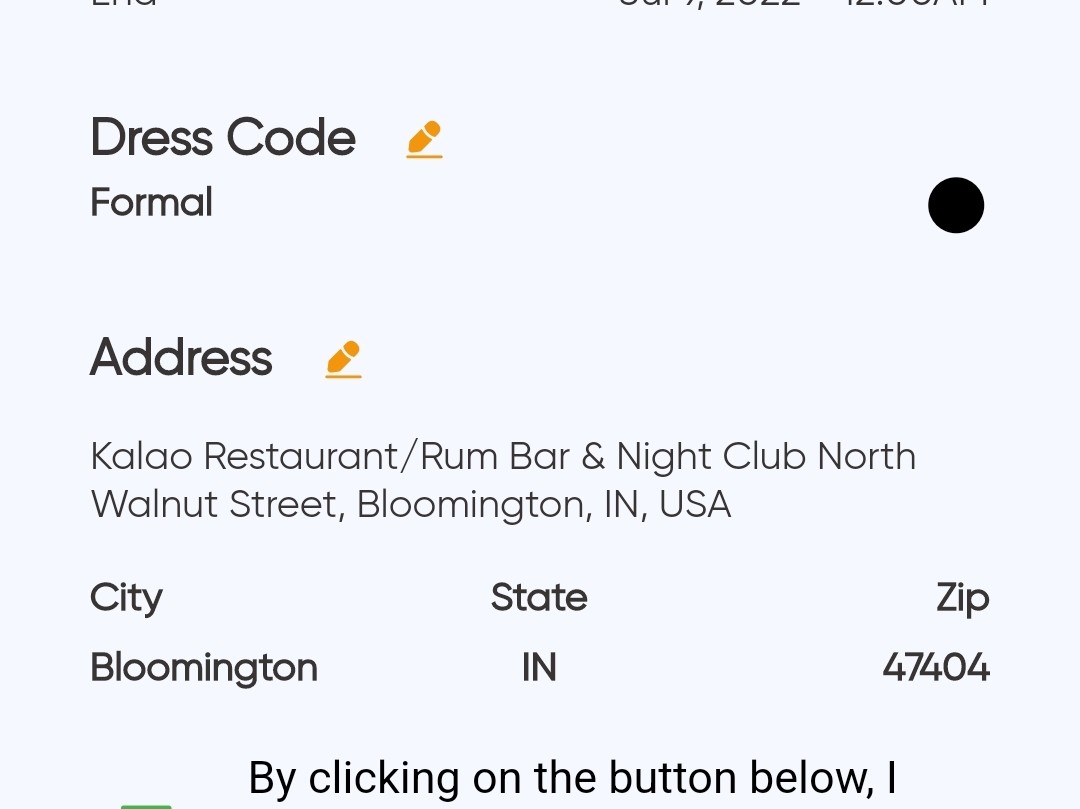 End
Dress Code
Formal
Address
Kalao Restaurant/Rum Bar & Night Club North
Walnut Street, Bloomington, IN, USA
City State Zip
Bloomington IN 47404
By clicking on the button below, I